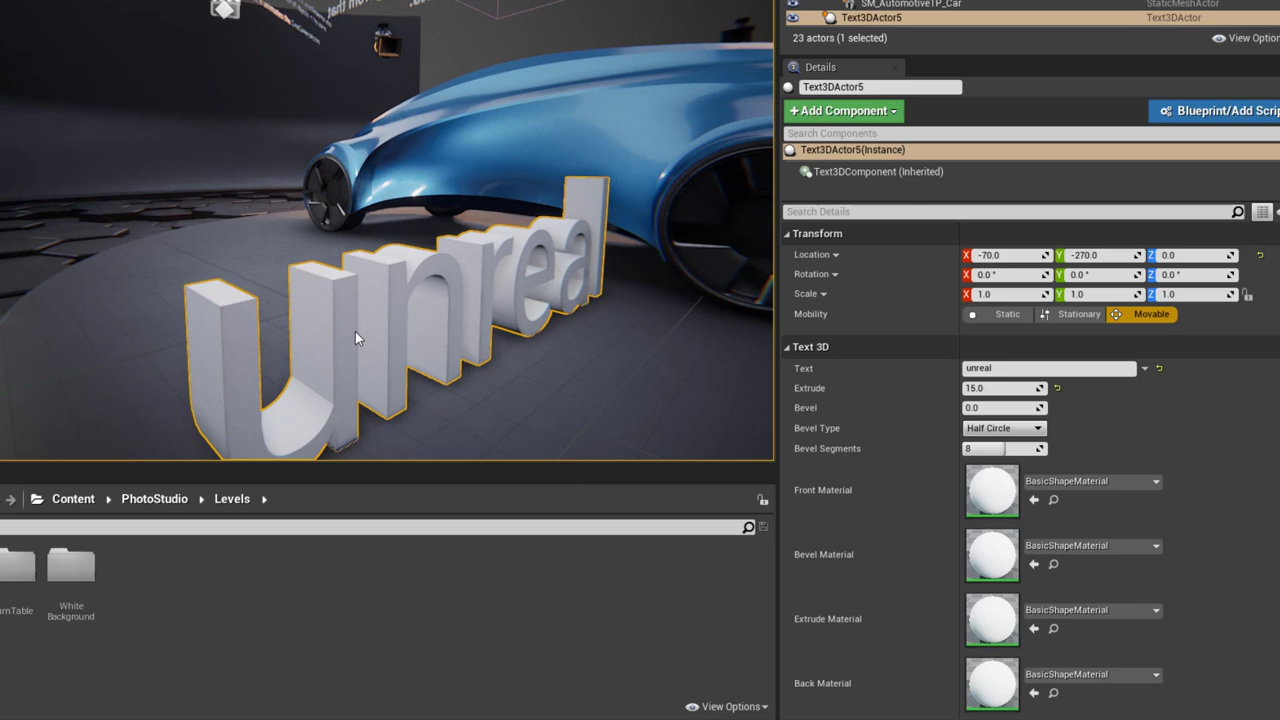 SM_AutomotiveTP_Car StaticMeshActor
Text3DActor5 Text3DActor
23 actors (1 selected) View Option
Details
Text3DActor5
+Add Component Blueprint/Add Scrip
Search Components
Text3DActor5(Instance)
Text3DComponent (Inherited)
Search Details
Transform
Location X -70.0 Y -270.0 Z 0.0
Rotation X 0.0 ° Y 0.0 ° Z 0.0 °
Scale X 1.0 Y 1.0 Z 1.0
Mobility Static Stationary Movable
Text 3D
Text unreal
Extrude 15.0
Bevel 0.0
Bevel Type Half Circle
Bevel Segments 8
Front Material BasicShapeMaterial
Bevel Material BasicShapeMaterial
Extrude Material BasicShapeMaterial
Back Material BasicShapeMaterial
unreal
Content PhotoStudio Levels
rnTable White
Background
View Options